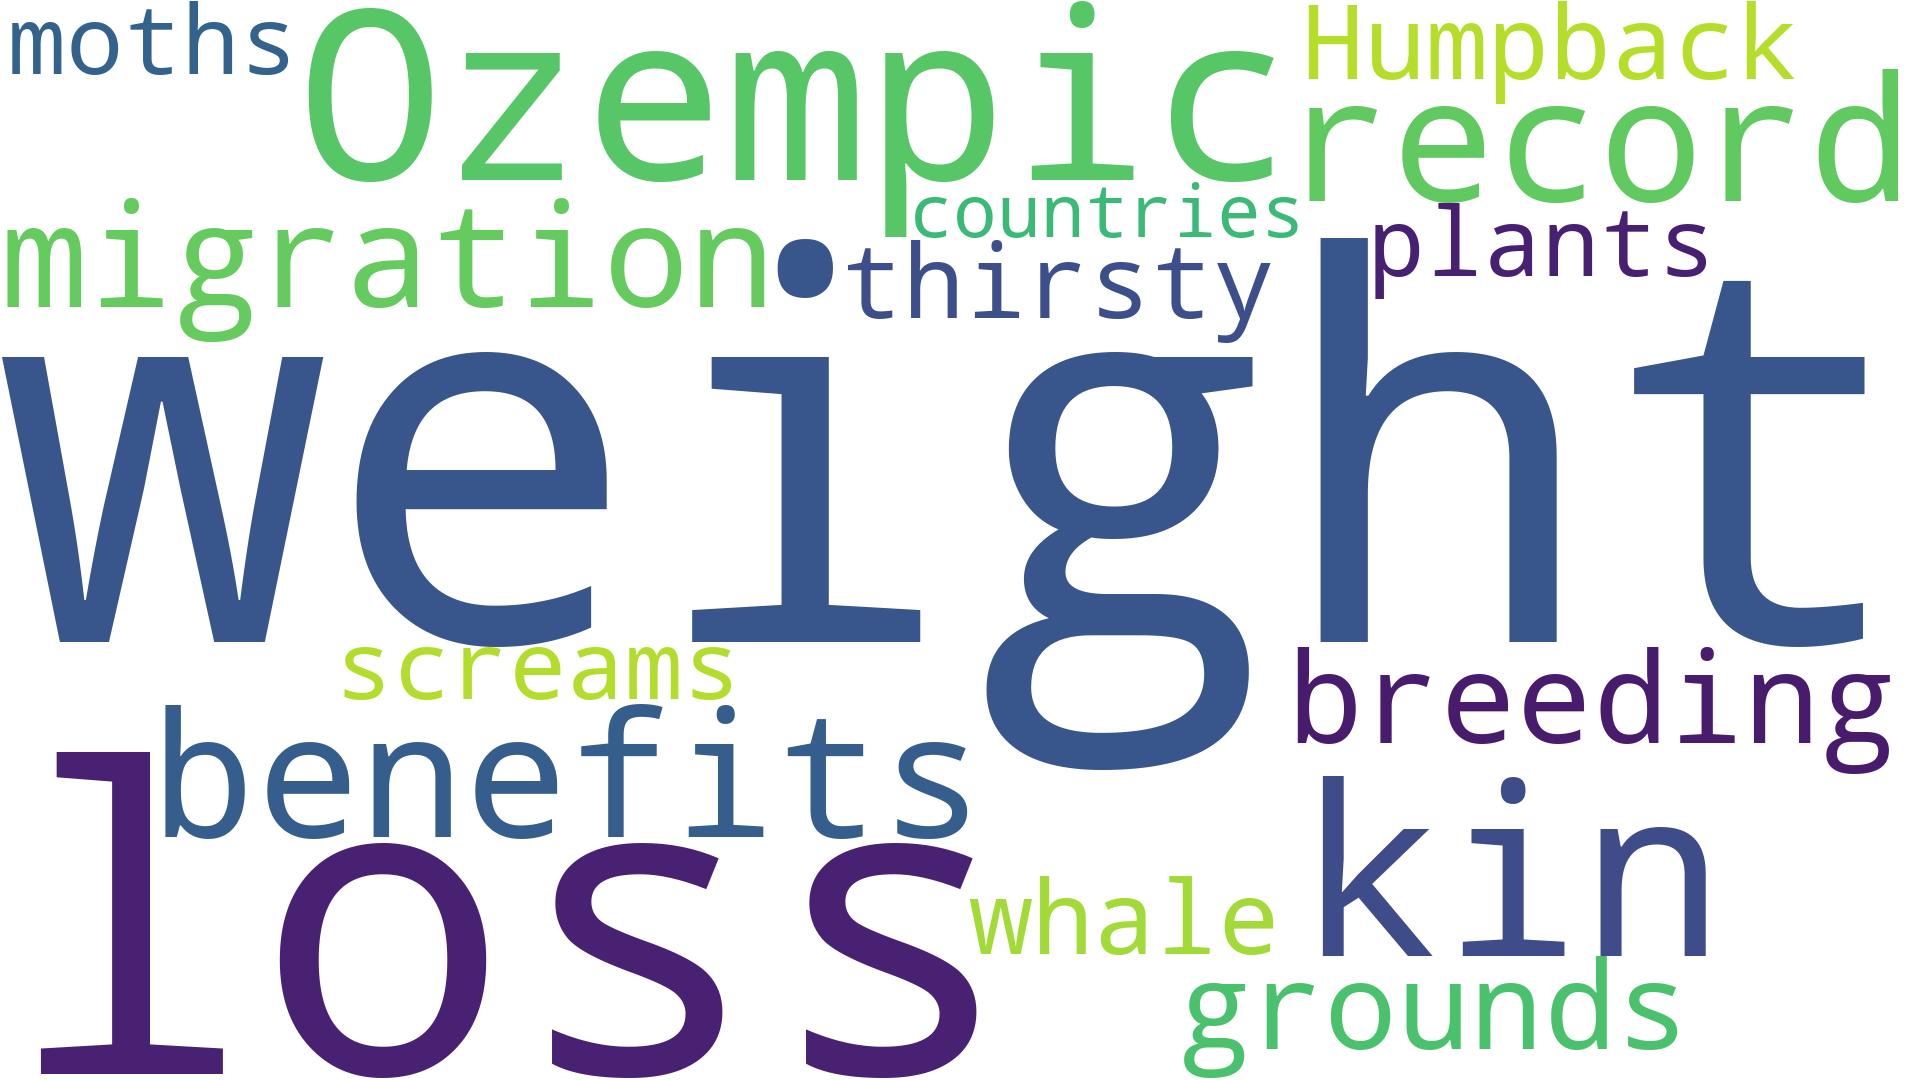 moths
Ozempic
Humpback
record
migration
countries
thirsty
plants
weight
screams
breeding
benefits
loss
kin
whale
grounds